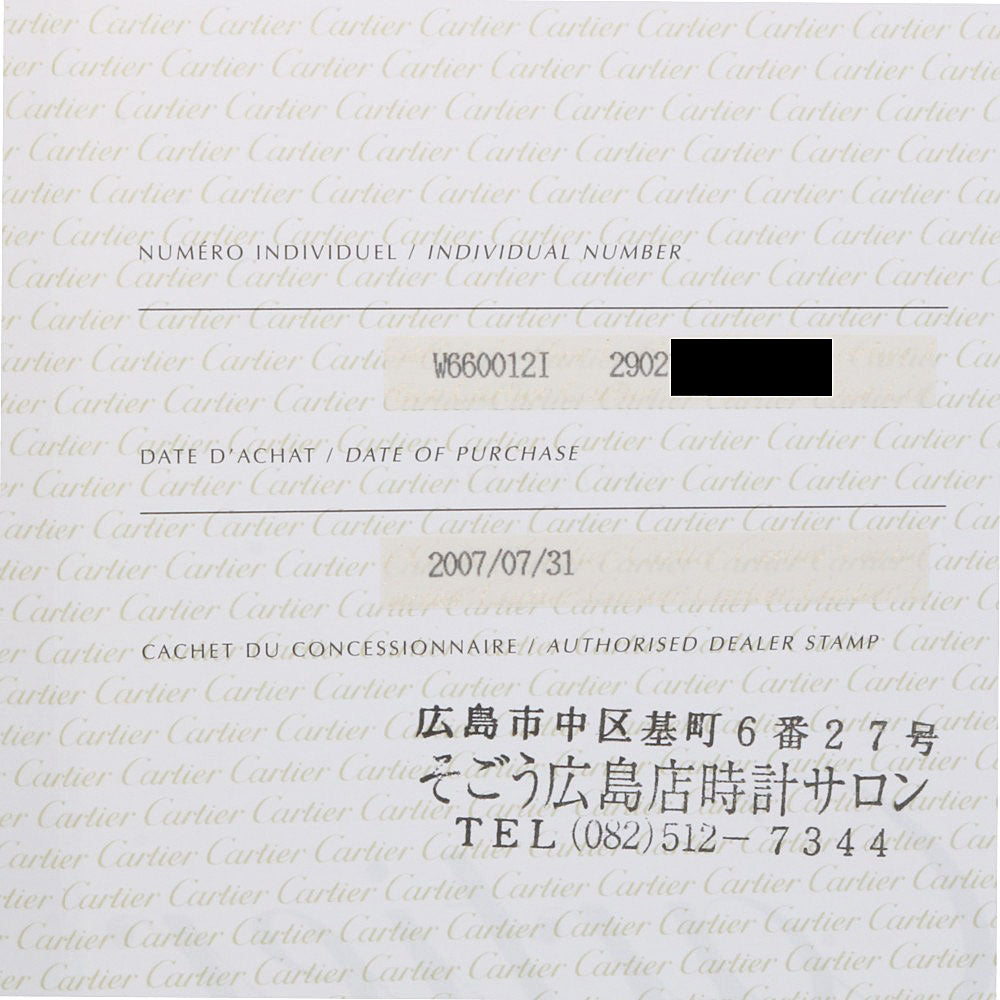 NUMÉRO INDIVIDUEL / INDIVIDUAL NUMBER
W660012I 2902
DATE D'ACHAT / DATE OF PURCHASE
2007/07/31
CACHET DU CONCESSIONNAIRE / AUTHORISED DEALER STAMP
広島市中区基町6番27号
そごう広島店時計サロン
TEL(082)512-7344